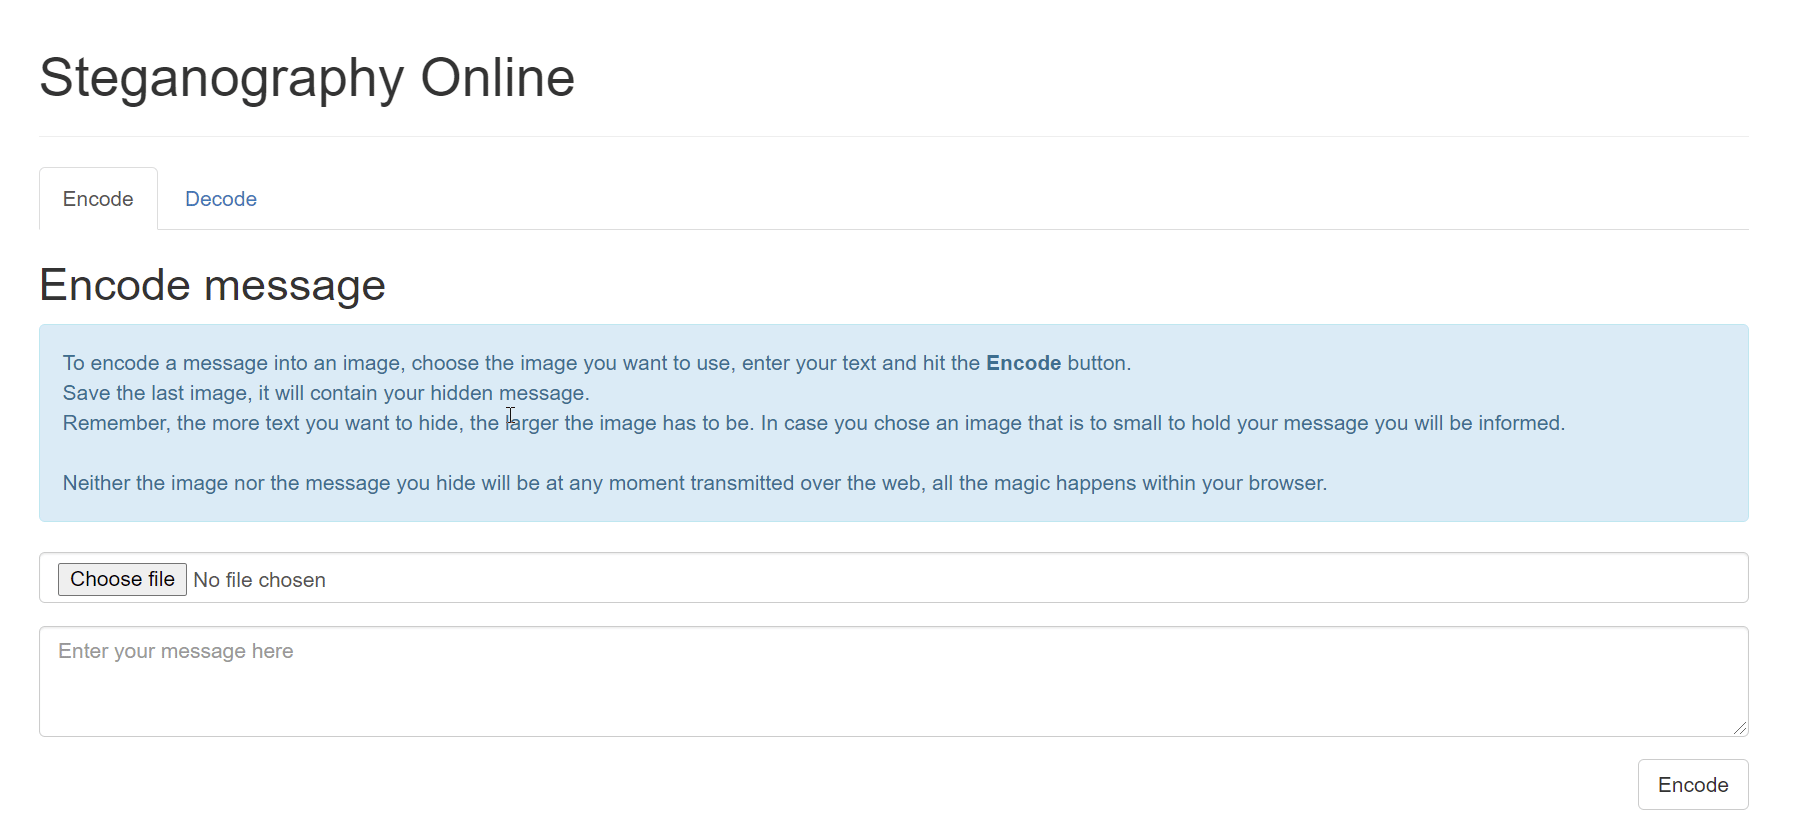 Steganography Online
Encode
Decode
Encode message
To encode a message into an image, choose the image you want to use, enter your text and hit the Encode button.
Save the last image, it will contain your hidden message.
Remember, the more text you want to hide, the larger the image has to be. In case you chose an image that is to small to hold your message you will be informed.
Neither the image nor the message you hide will be at any moment transmitted over the web, all the magic happens within your browser.
Choose file No file chosen
Enter your message here
Encode